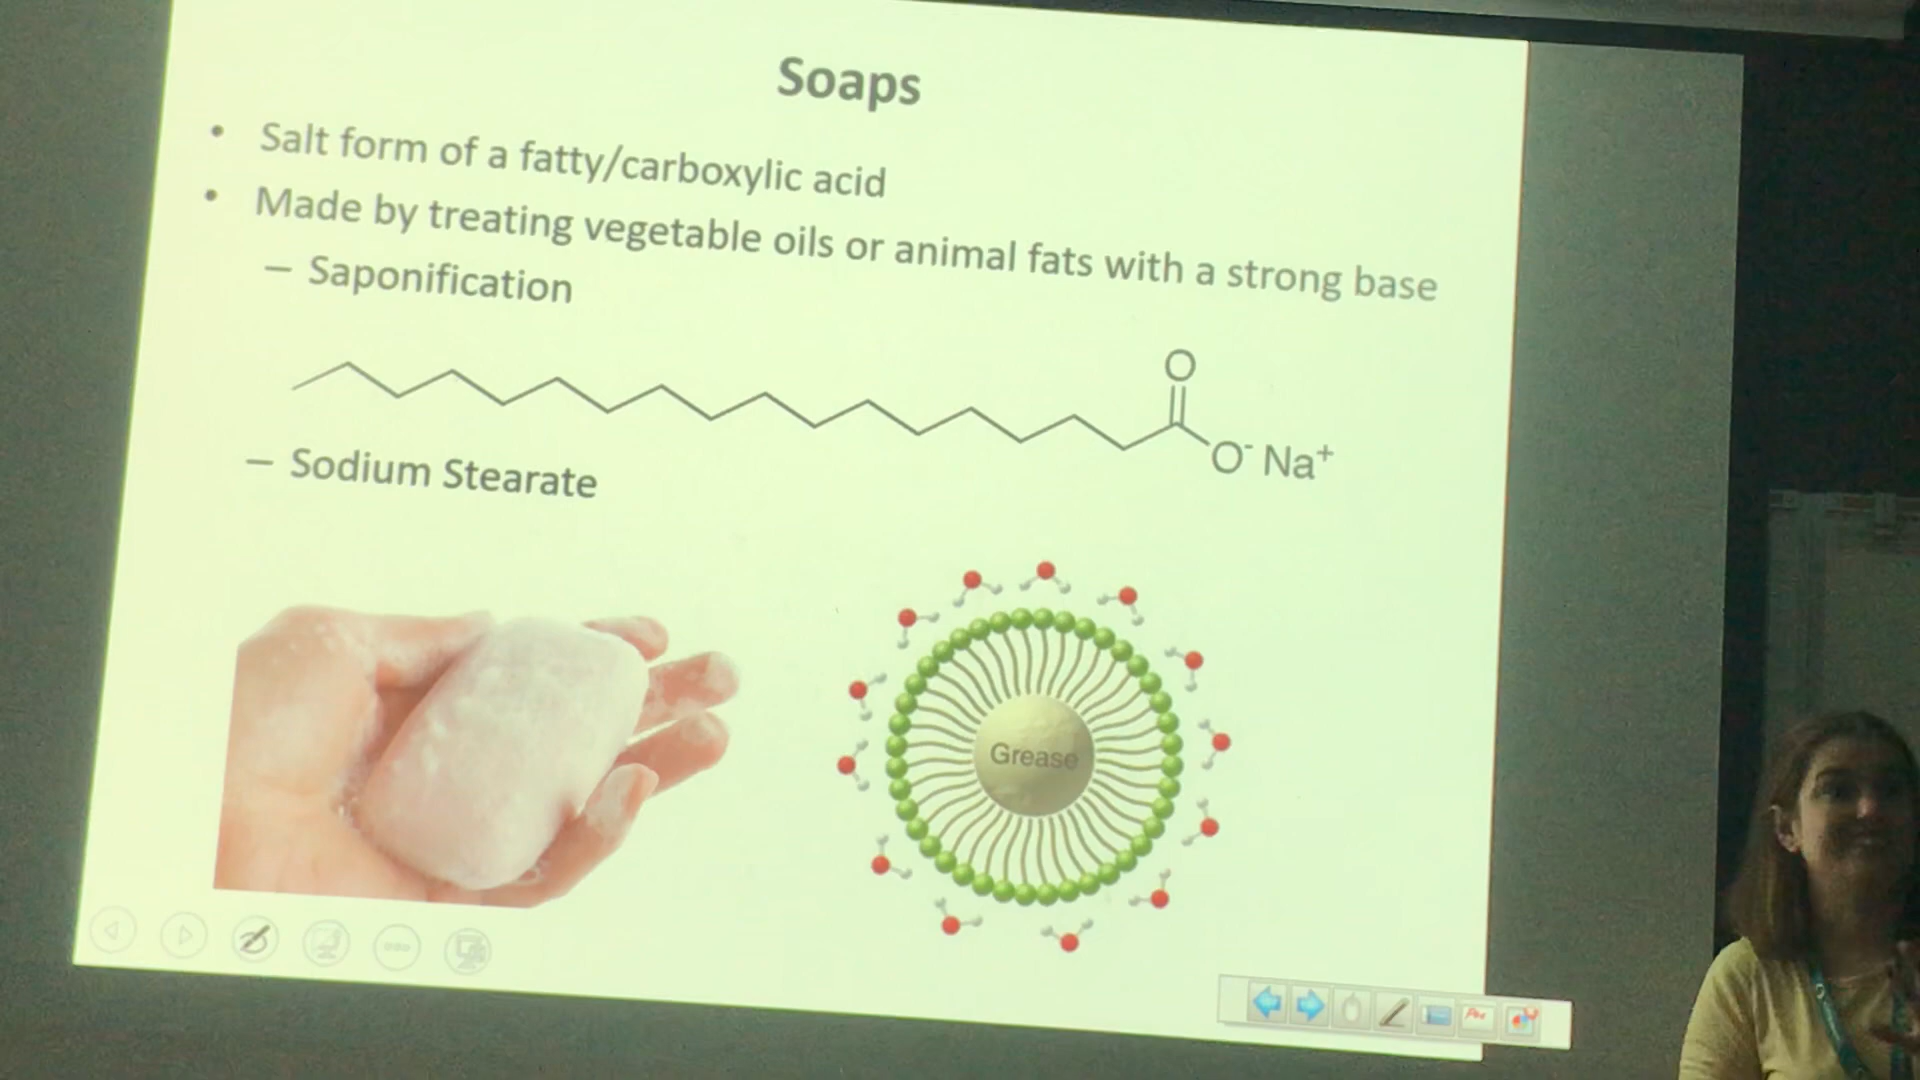 Soaps
• Salt form of a fatty/carboxylic acid
• Made by treating vegetable oils or animal fats with a strong base
– Saponification
O
O⁻ Na⁺
– Sodium Stearate
Grease